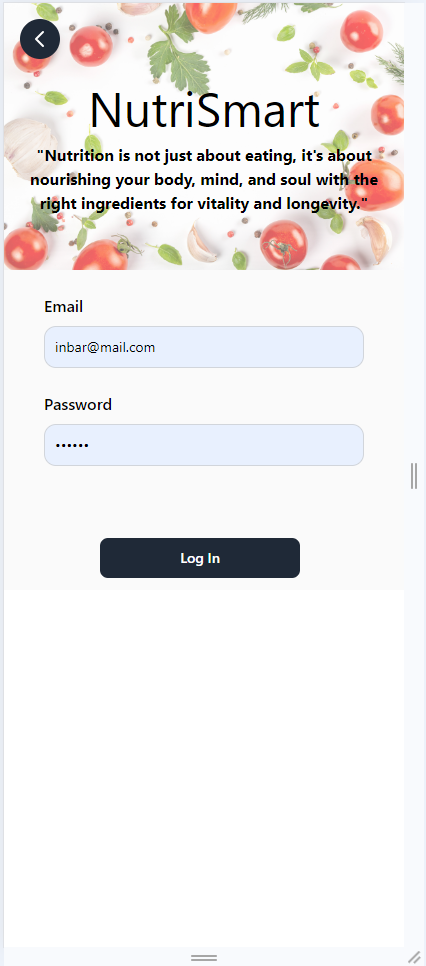 NutriSmart
"Nutrition is not just about eating, it's about
nourishing your body, mind, and soul with the
right ingredients for vitality and longevity."
Email
inbar@mail.com
Password
••••••
Log In